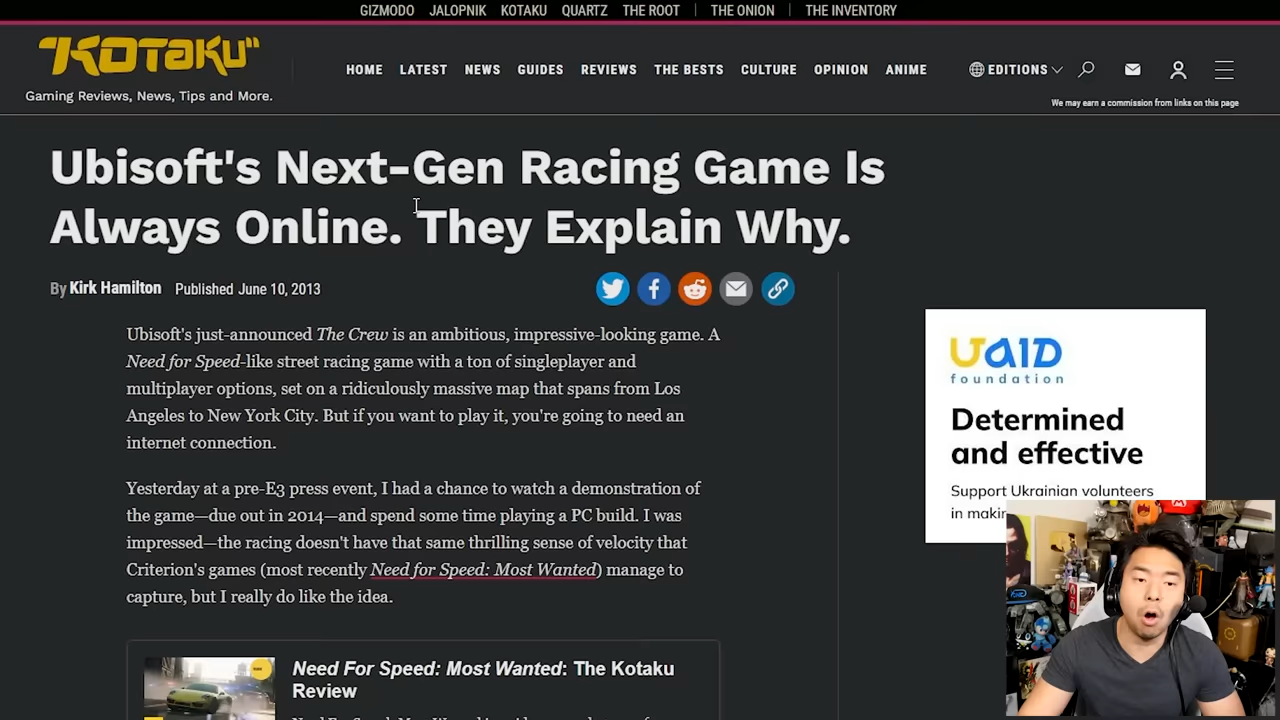 GIZMODO JALOPNIK KOTAKU QUARTZ THE ROOT THE ONION THE INVENTORY
KOTAKU
Gaming Reviews, News, Tips and More.
HOME LATEST NEWS GUIDES REVIEWS THE BESTS CULTURE OPINION ANIME EDITIONS
We may earn a commission from links on this page
Ubisoft's Next-Gen Racing Game Is
Always Online. They Explain Why.
By Kirk Hamilton Published June 10, 2013
Ubisoft's just-announced The Crew is an ambitious, impressive-looking game. A
Need for Speed-like street racing game with a ton of singleplayer and
multiplayer options, set on a ridiculously massive map that spans from Los
Angeles to New York City. But if you want to play it, you're going to need an
internet connection.
Yesterday at a pre-E3 press event, I had a chance to watch a demonstration of
the game—due out in 2014—and spend some time playing a PC build. I was
impressed—the racing doesn't have that same thrilling sense of velocity that
Criterion's games (most recently Need for Speed: Most Wanted) manage to
capture, but I really do like the idea.
Need For Speed: Most Wanted: The Kotaku
Review
UAID
foundation
Determined
and effective
Support Ukrainian volunteers